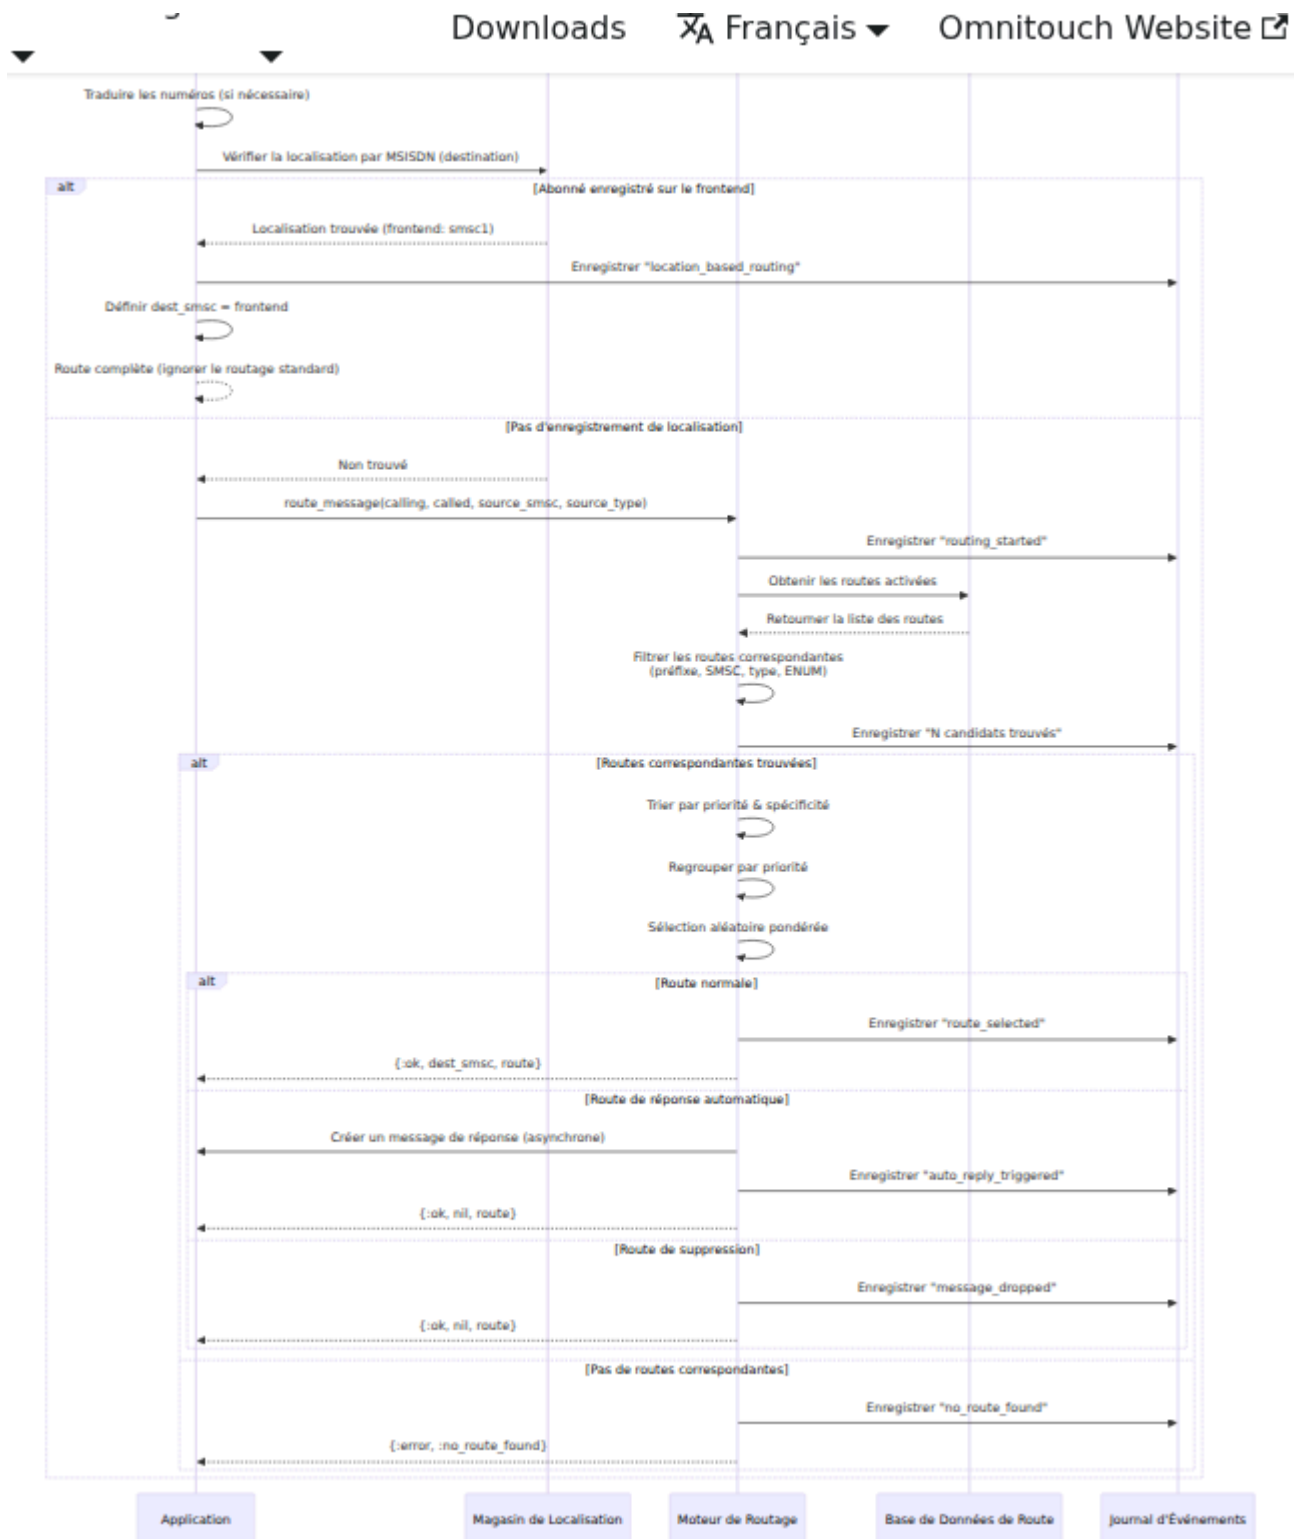 Downloads
Français
Omnitouch Website
Traduire les numéros (si nécessaire)
Vérifier la localisation par MSISDN (destination)
alt
[Abonné enregistré sur le frontend]
Localisation trouvée (frontend: smsc1)
Enregistrer "location_based_routing"
Définir dest_smsc = frontend
Route complète (ignorer le routage standard)
[Pas d'enregistrement de localisation]
Non trouvé
route_message(calling, called, source_smsc, source_type)
Enregistrer "routing_started"
Obtenir les routes activées
Retourner la liste des routes
Filtrer les routes correspondantes
(préfixe, SMSC, type, ENUM)
Enregistrer "N candidats trouvés"
alt
[Routes correspondantes trouvées]
Trier par priorité & spécificité
Regrouper par priorité
Sélection aléatoire pondérée
alt
[Route normale]
Enregistrer "route_selected"
{:ok, dest_smsc, route}
[Route de réponse automatique]
Créer un message de réponse (asynchrone)
Enregistrer "auto_reply_triggered"
{:ok, nil, route}
[Route de suppression]
Enregistrer "message_dropped"
{:ok, nil, route}
[Pas de routes correspondantes]
Enregistrer "no_route_found"
{:error, :no_route_found}
Application
Magasin de Localisation
Moteur de Routage
Base de Données de Route
Journal d'Événements